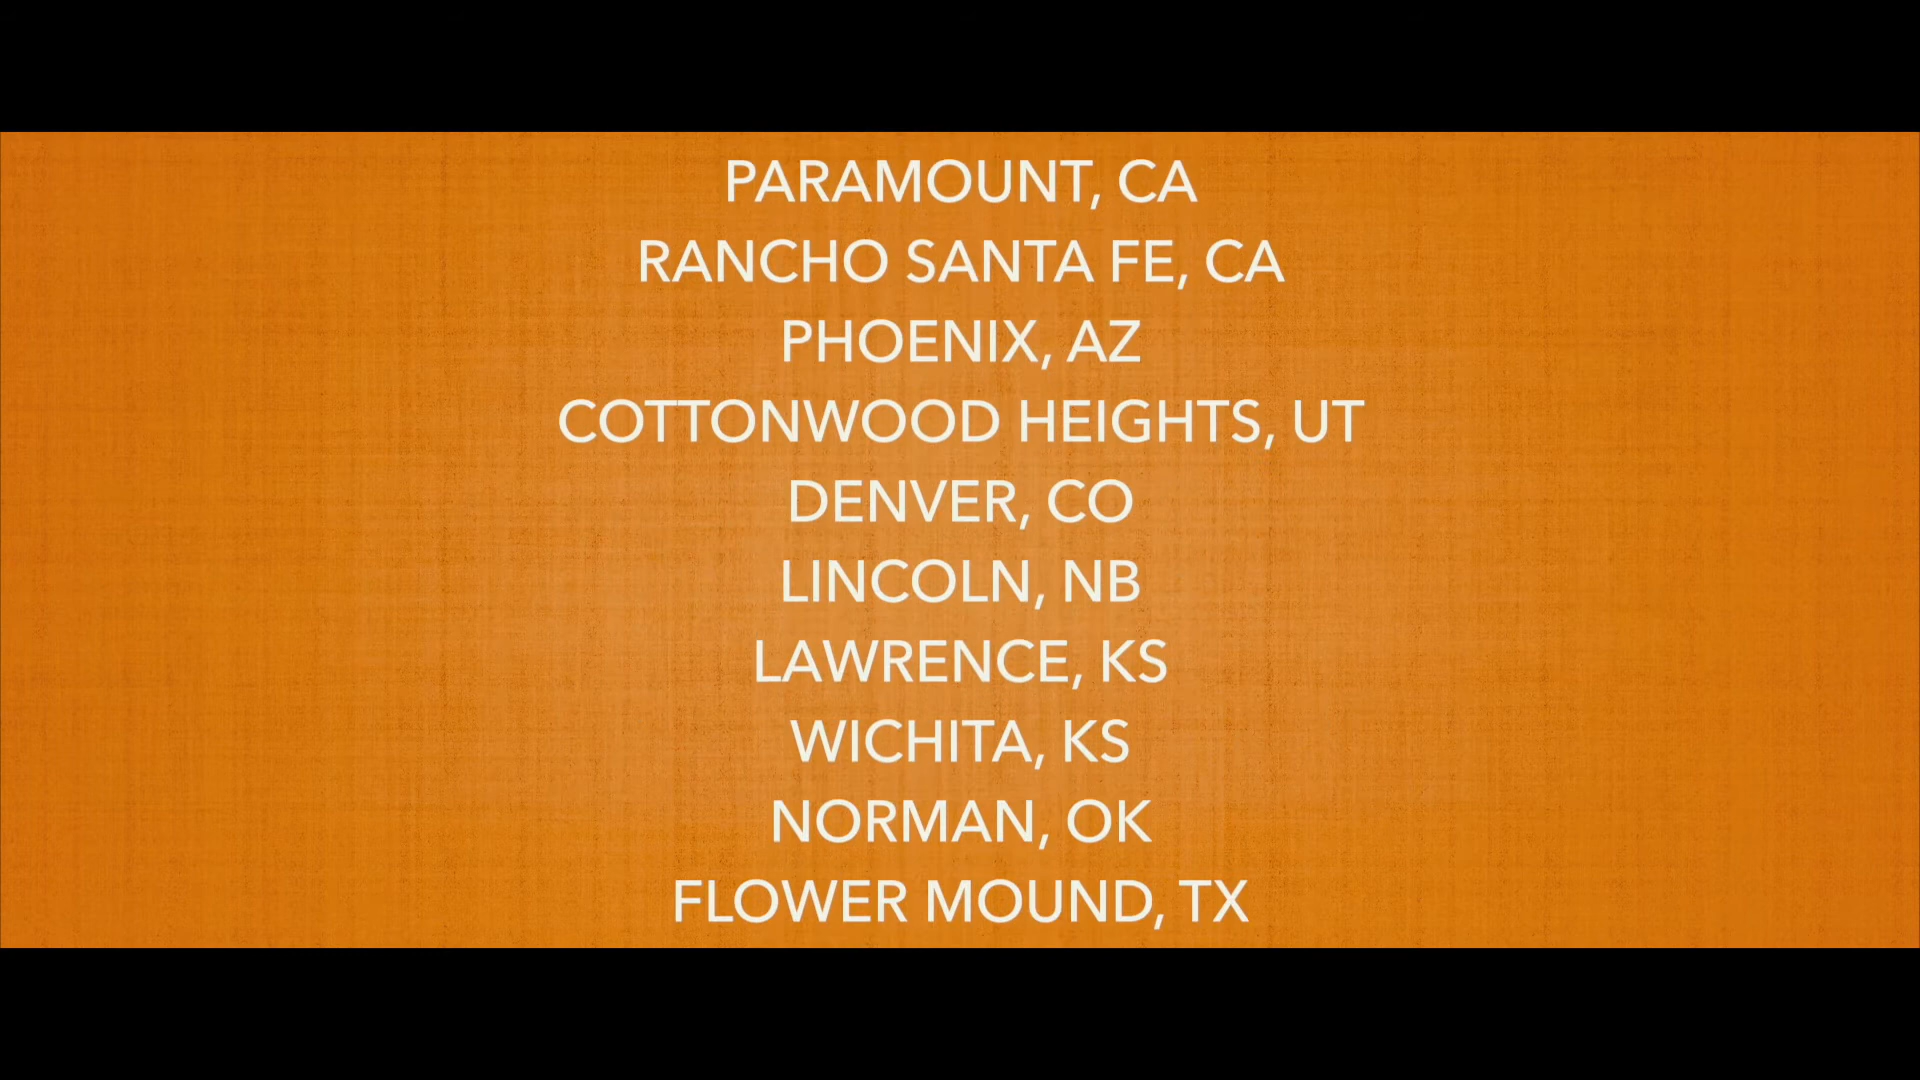 PARAMOUNT, CA
RANCHO SANTA FE, CA
PHOENIX, AZ
COTTONWOOD HEIGHTS, UT
DENVER, CO
LINCOLN, NB
LAWRENCE, KS
WICHITA, KS
NORMAN, OK
FLOWER MOUND, TX